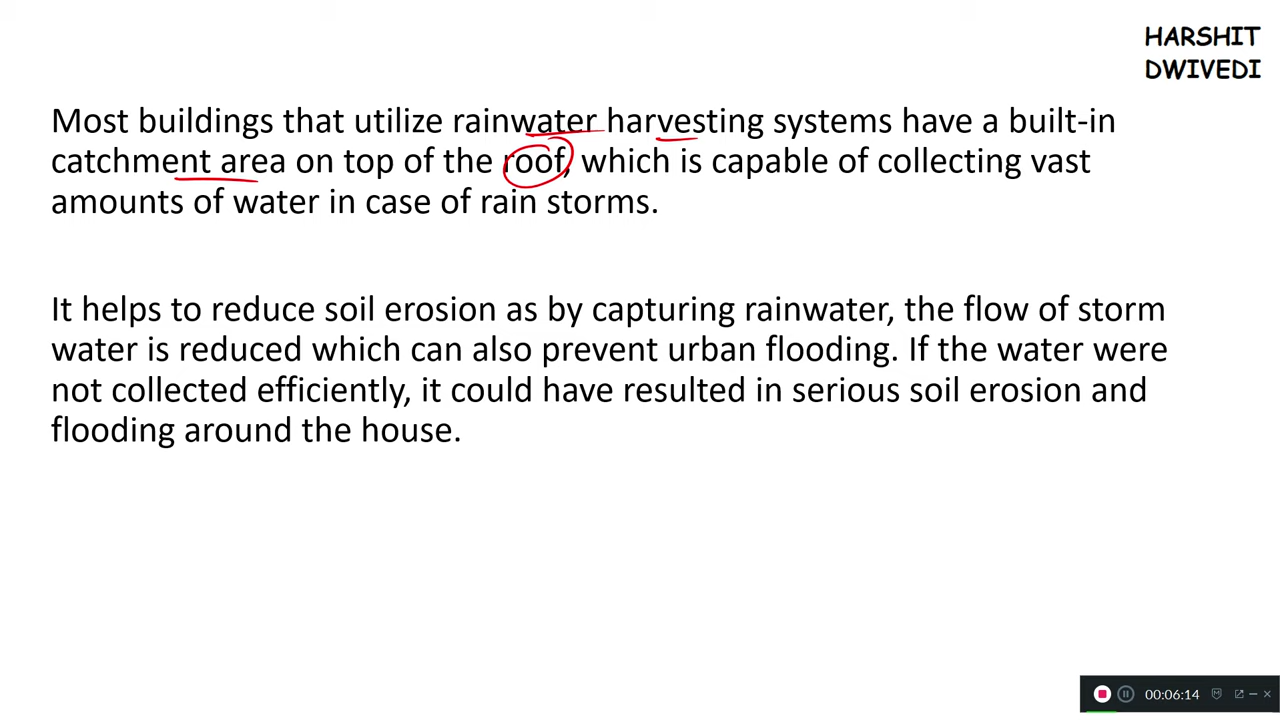 HARSHIT
DWIVEDI
Most buildings that utilize rainwater harvesting systems have a built-in
catchment area on top of the roof, which is capable of collecting vast
amounts of water in case of rain storms.
It helps to reduce soil erosion as by capturing rainwater, the flow of storm
water is reduced which can also prevent urban flooding. If the water were
not collected efficiently, it could have resulted in serious soil erosion and
flooding around the house.
00:06:14